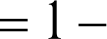 = 1 −